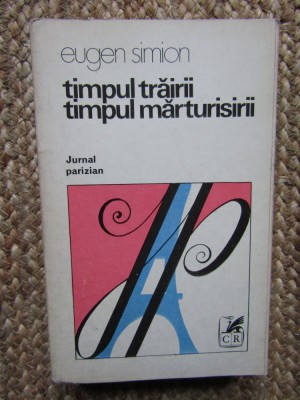 eugen simion
timpul trăirii
timpul mărturisirii
Jurnal
parizian
CR